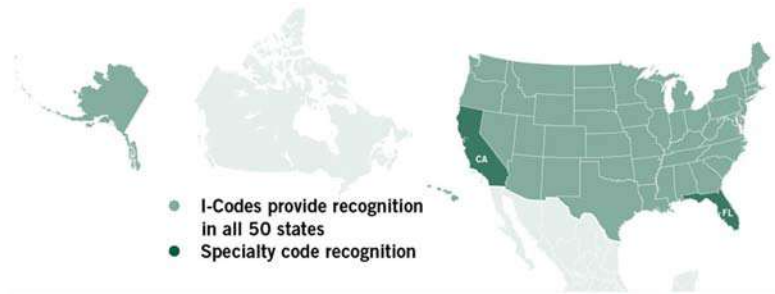 CA
FL
I-Codes provide recognition
in all 50 states
Specialty code recognition